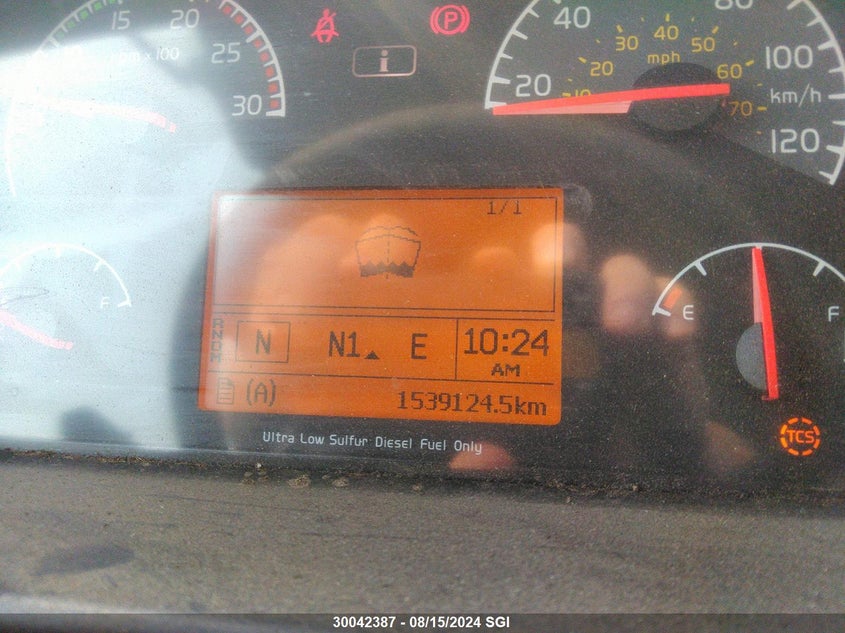 15 20 25 30
rpm x 100
P
i
20 40 80 100 120
km/h
10 20 30 40 50 60 70
mph
1/1
N N1 E 10:24
AM
(A) 1539124.5km
Ultra Low Sulfur Diesel Fuel Only
F
E F
TCS
30042387 - 08/15/2024 SGI